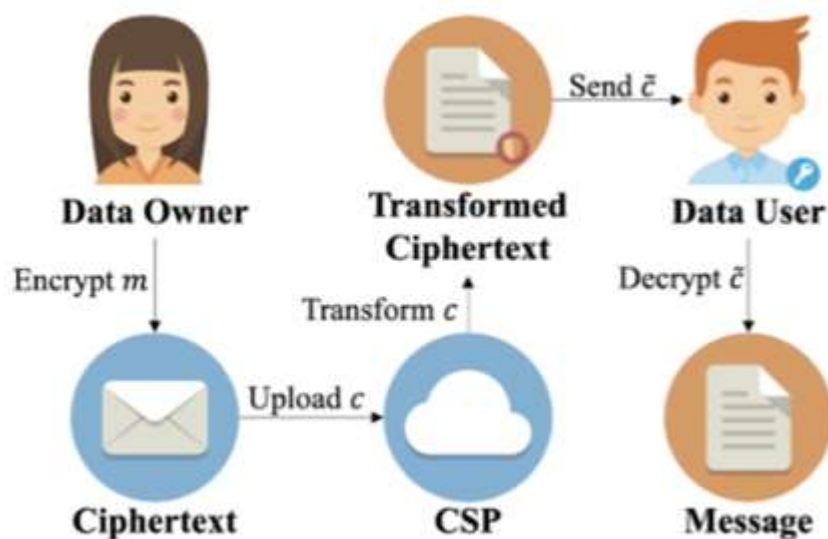 Data Owner
Encrypt m
Ciphertext
Upload c
CSP
Transform c
Transformed
Ciphertext
Send c̃
Data User
Decrypt c̃
Message